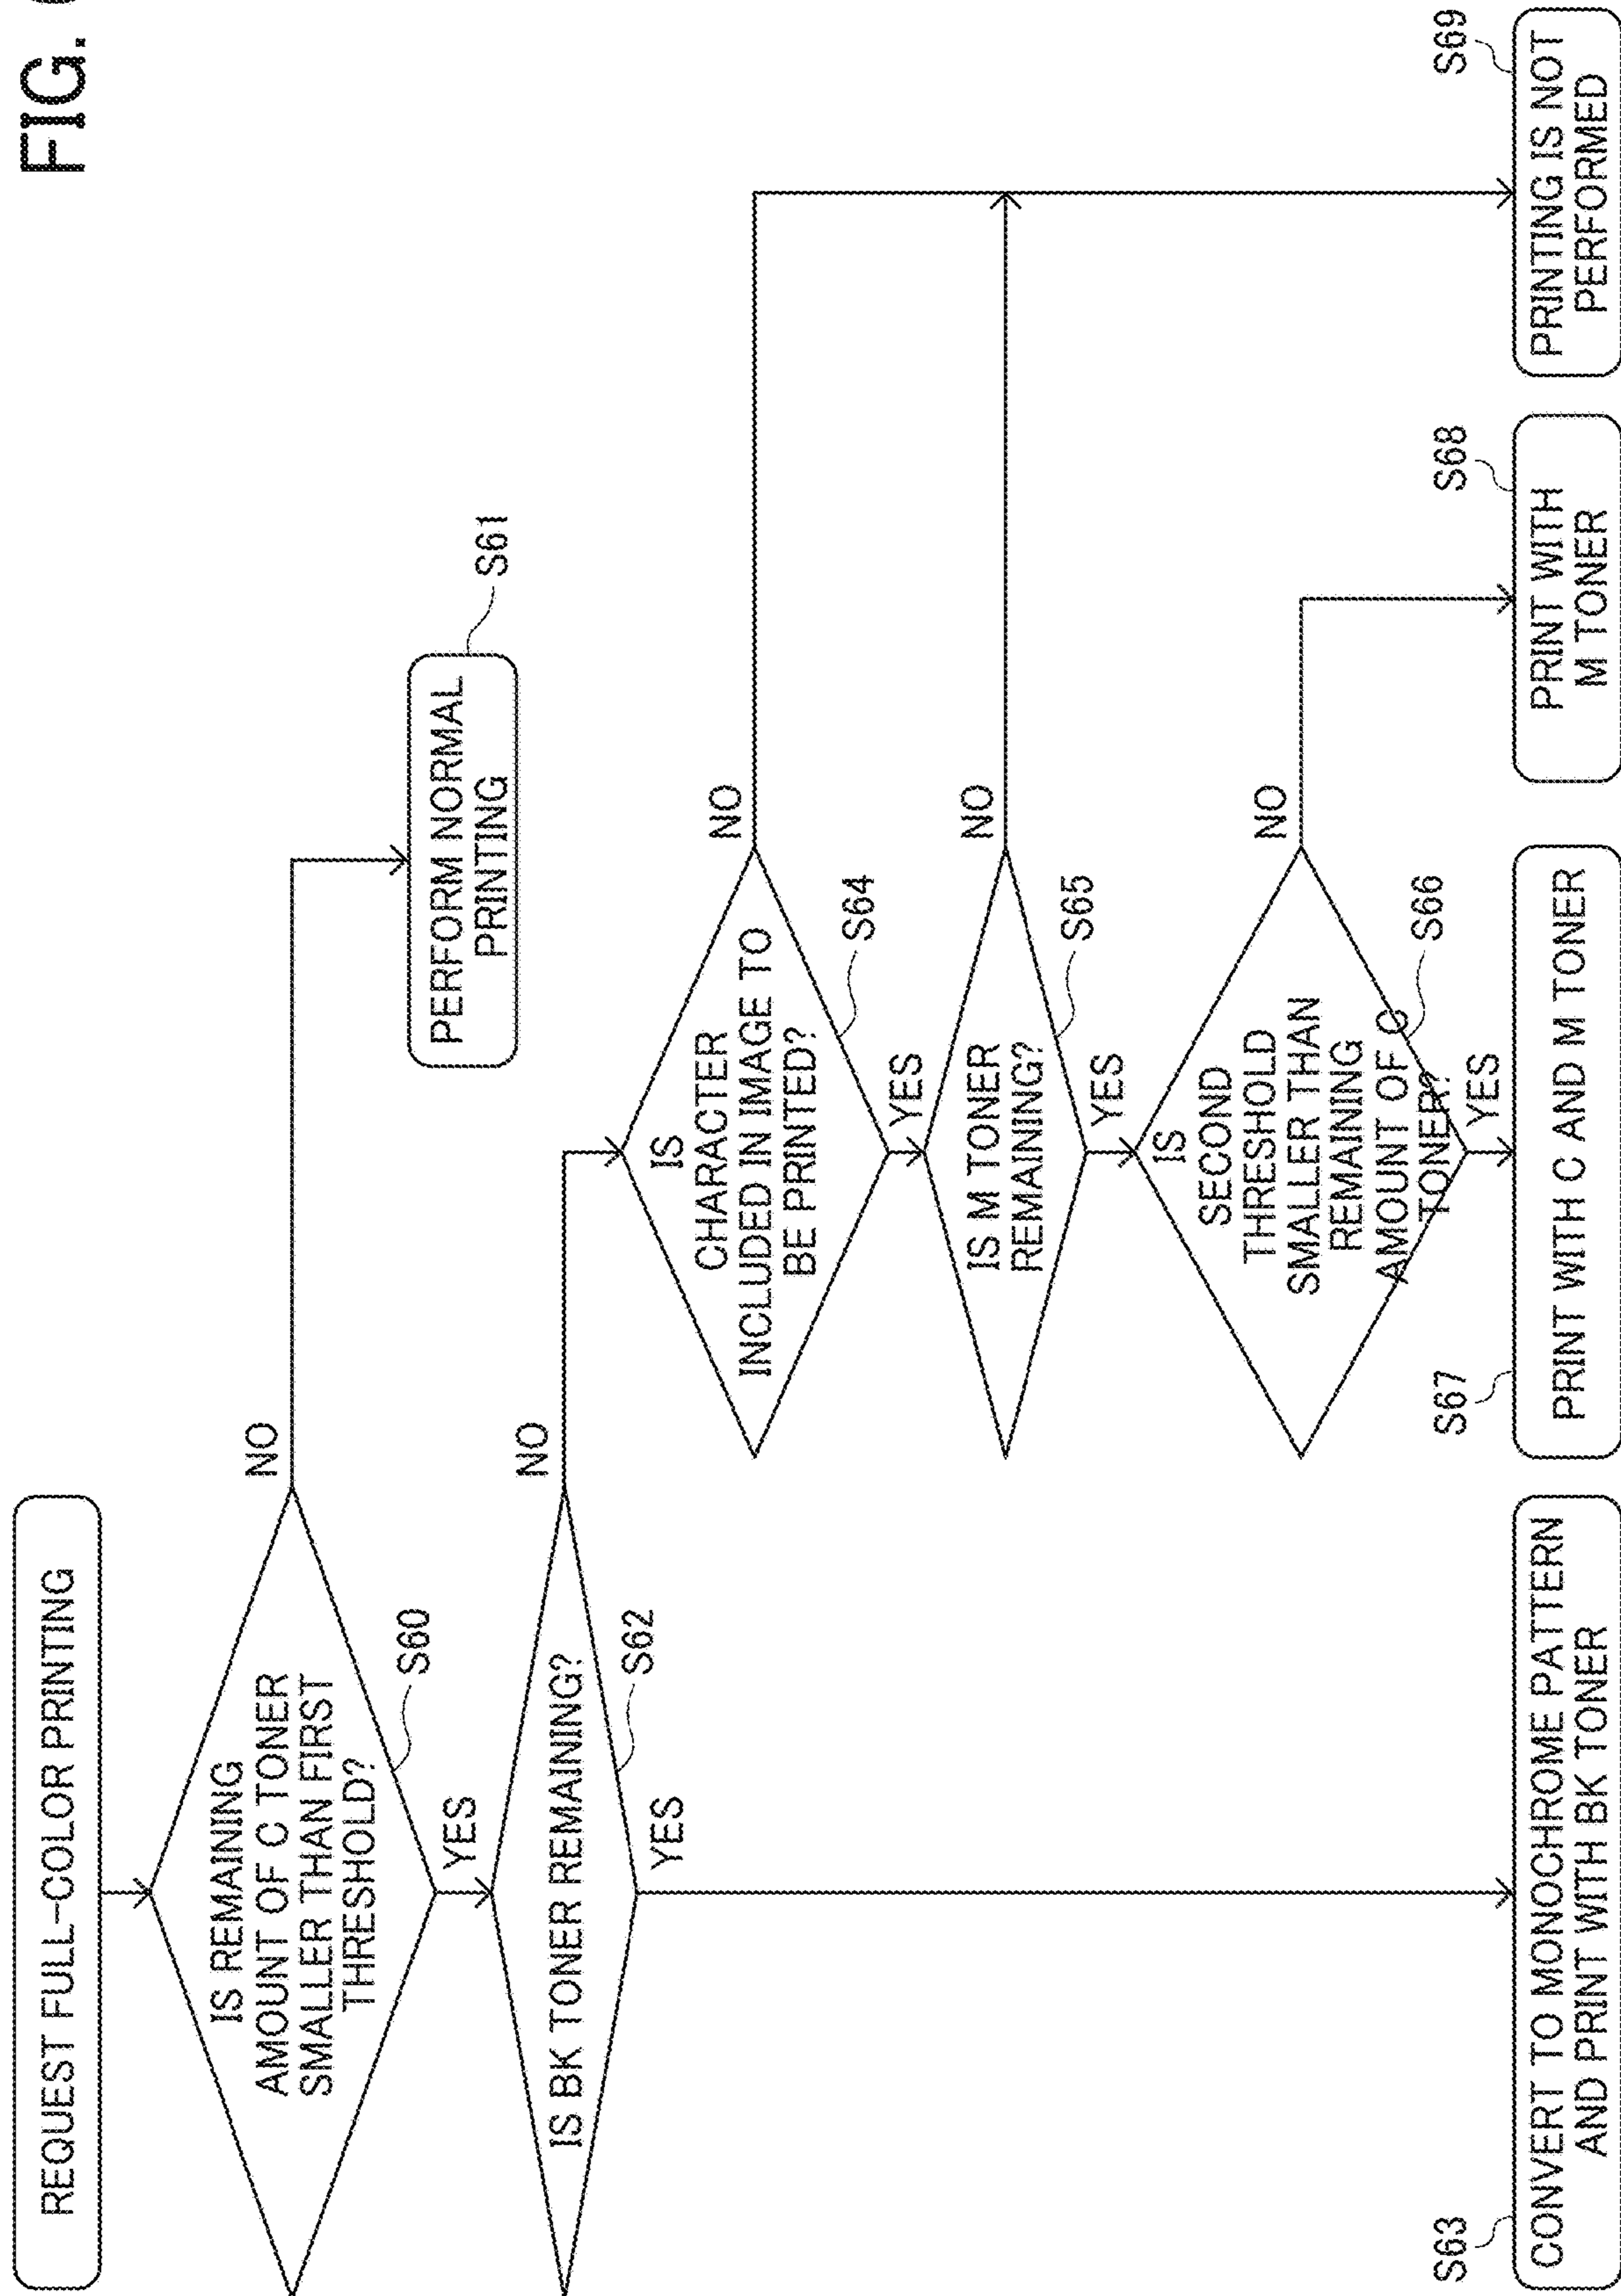 FIG.
REQUEST FULL-COLOR PRINTING
IS REMAINING
AMOUNT OF C TONER
SMALLER THAN FIRST
THRESHOLD?
S60
NO
YES
PERFORM NORMAL
PRINTING
S61
IS BK TONER REMAINING?
S62
NO
YES
IS
CHARACTER
INCLUDED IN IMAGE TO
BE PRINTED?
S64
NO
YES
IS M TONER
REMAINING?
S65
NO
YES
IS
SECOND
THRESHOLD
SMALLER THAN
REMAINING
AMOUNT OF C
TONER?
S66
NO
YES
S63
CONVERT TO MONOCHROME PATTERN
AND PRINT WITH BK TONER
S67
PRINT WITH C AND M TONER
S68
PRINT WITH
M TONER
S69
PRINTING IS NOT
PERFORMED